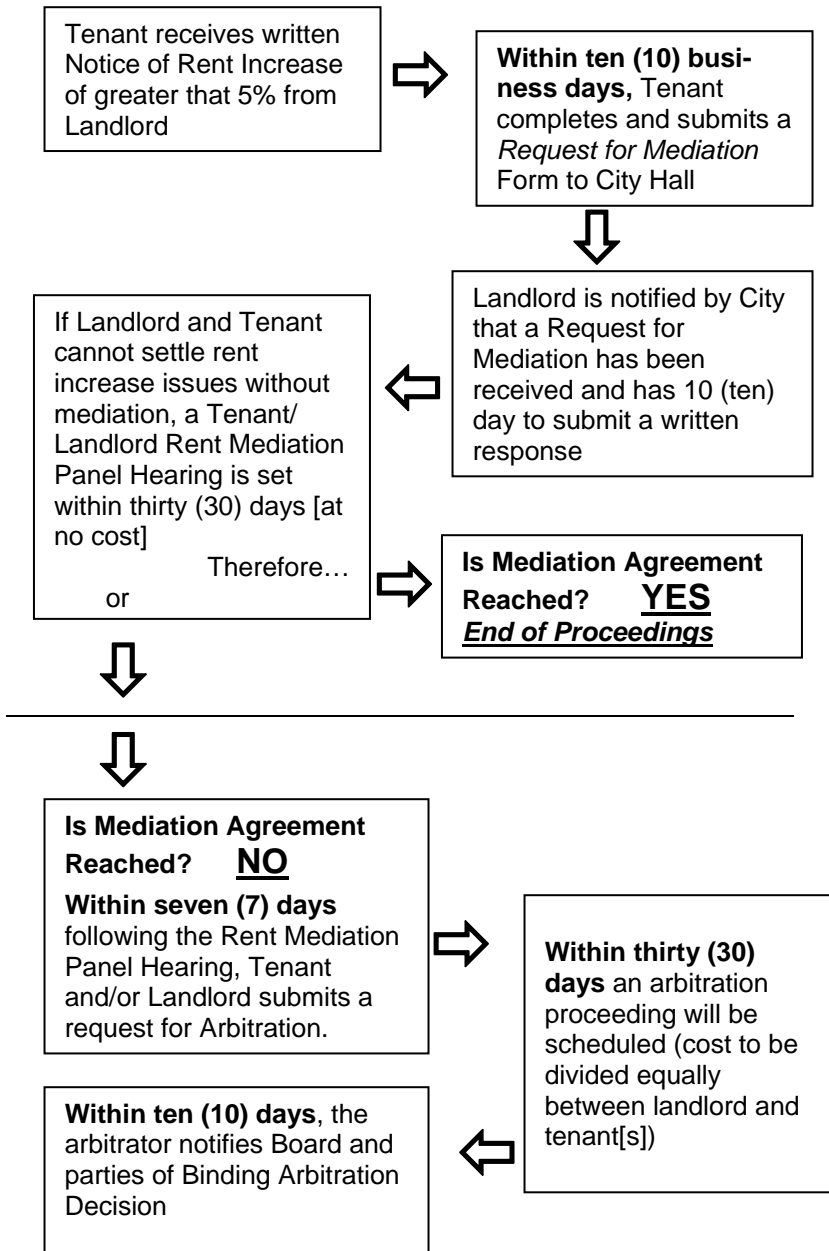 Tenant receives written
Notice of Rent Increase
of greater that 5% from
Landlord
Within ten (10) busi-
ness days, Tenant
completes and submits a
Request for Mediation
Form to City Hall
Landlord is notified by City
that a Request for
Mediation has been
received and has 10 (ten)
day to submit a written
response
If Landlord and Tenant
cannot settle rent
increase issues without
mediation, a Tenant/
Landlord Rent Mediation
Panel Hearing is set
within thirty (30) days [at
no cost]
Therefore…
or
Is Mediation Agreement
Reached? YES
End of Proceedings
Is Mediation Agreement
Reached? NO
Within seven (7) days
following the Rent Mediation
Panel Hearing, Tenant
and/or Landlord submits a
request for Arbitration.
Within thirty (30)
days an arbitration
proceeding will be
scheduled (cost to be
divided equally
between landlord and
tenant[s])
Within ten (10) days, the
arbitrator notifies Board and
parties of Binding Arbitration
Decision